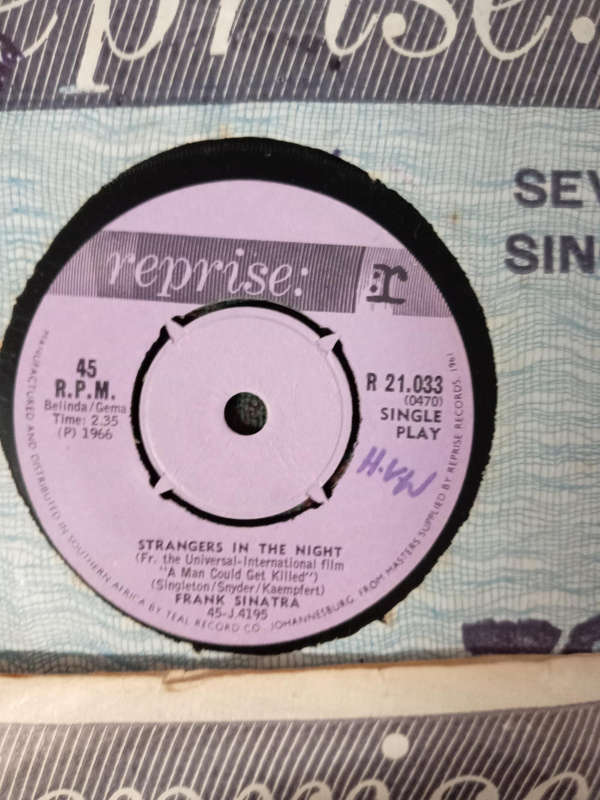 reprise:
SEV
SIN
reprise:
:r
45
R.P.M.
Belinda/Gema
Time: 2.35
(P) 1966
R 21.033
(0470)
SINGLE
PLAY
H.VW
STRANGERS IN THE NIGHT
(Fr. the Universal-International film
"A Man Could Get Killed")
(Singleton/Snyder/Kaempfert)
FRANK SINATRA
45-J.4195
MANUFACTURED AND DISTRIBUTED IN SOUTHERN AFRICA BY TEAL RECORD CO., JOHANNESBURG, FROM MASTERS SUPPLIED BY REPRISE RECORDS, 1961